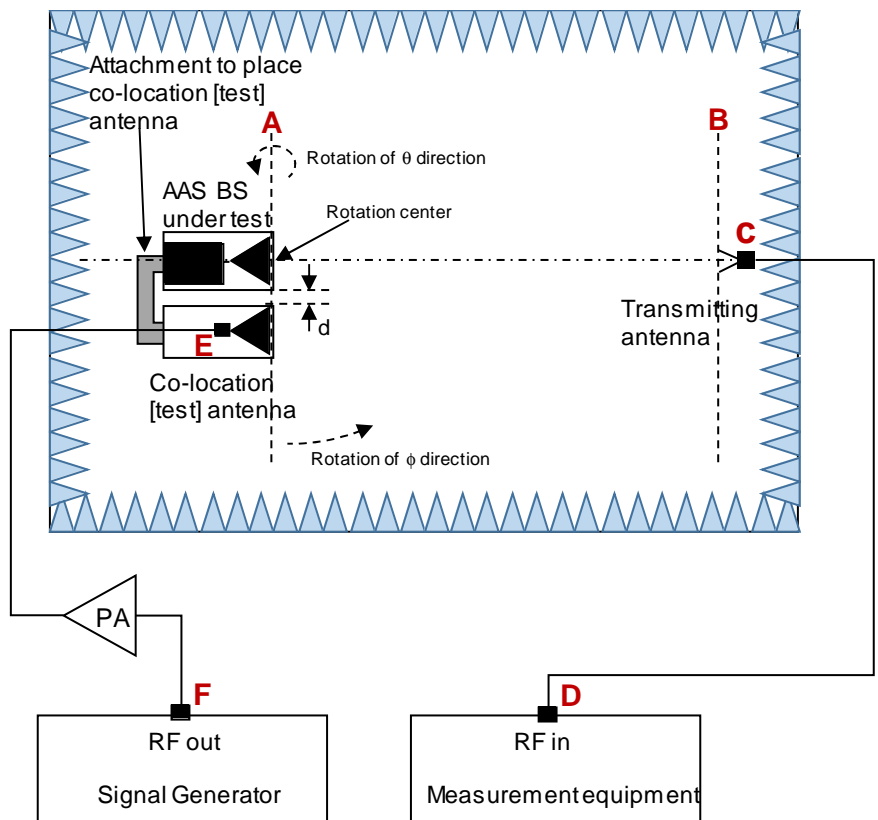 Attachment to place
co-location [test]
antenna
A
B
Rotation of θ direction
AAS BS
under test
Rotation center
C
Transmitting
antenna
d
E
Co-location
[test] antenna
Rotation of ϕ direction
PA
F
D
RF out
RF in
Signal Generator
Measurement equipment